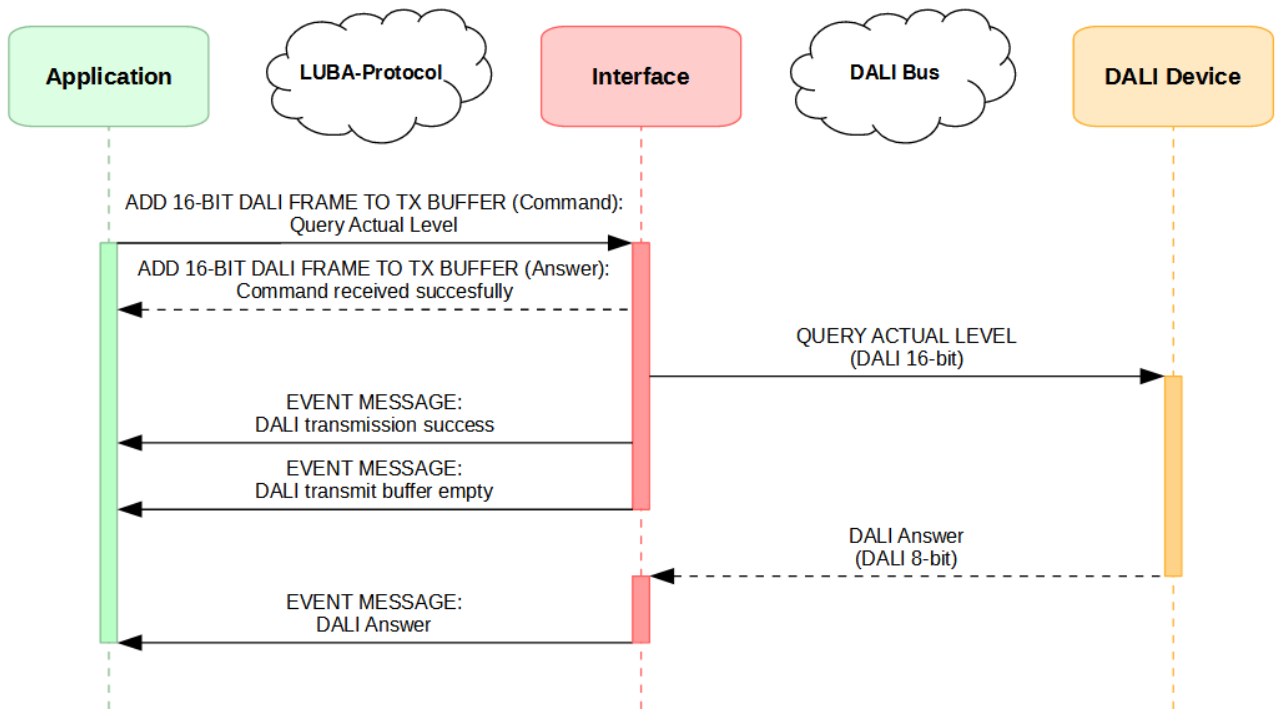 Application
LUBA-Protocol
Interface
DALI Bus
DALI Device
ADD 16-BIT DALI FRAME TO TX BUFFER (Command):
Query Actual Level
ADD 16-BIT DALI FRAME TO TX BUFFER (Answer):
Command received succesfully
QUERY ACTUAL LEVEL
(DALI 16-bit)
EVENT MESSAGE:
DALI transmission success
EVENT MESSAGE:
DALI transmit buffer empty
DALI Answer
(DALI 8-bit)
EVENT MESSAGE:
DALI Answer